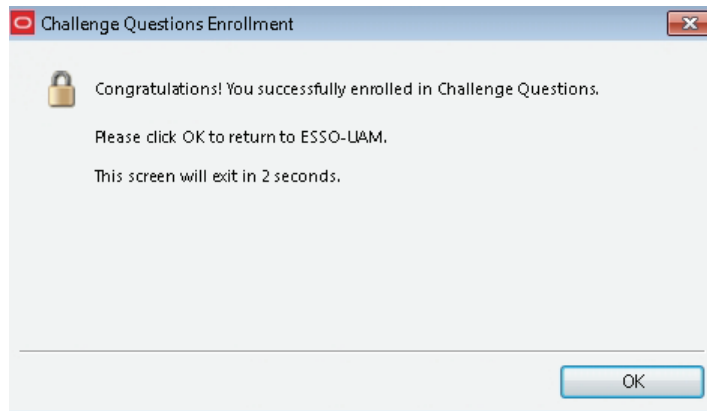 Challenge Questions Enrollment
Congratulations! You successfully enrolled in Challenge Questions.
Please click OK to return to ESSO-UAM.
This screen will exit in 2 seconds.
OK